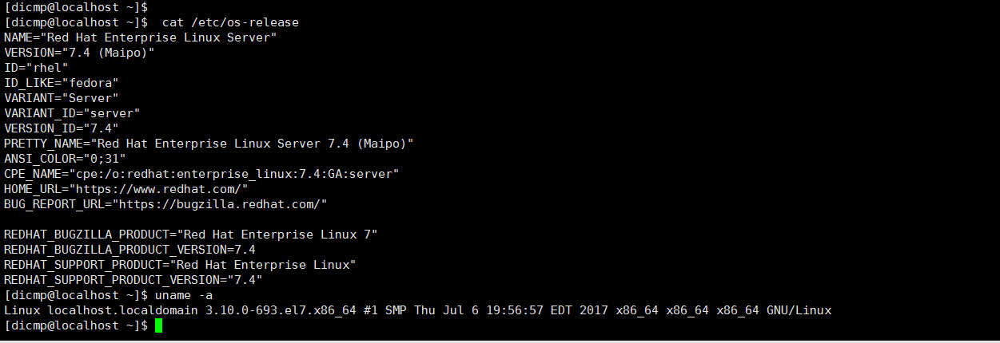 [dicmp@localhost ~]$
[dicmp@localhost ~]$  cat /etc/os-release
NAME="Red Hat Enterprise Linux Server"
VERSION="7.4 (Maipo)"
ID="rhel"
ID_LIKE="fedora"
VARIANT="Server"
VARIANT_ID="server"
VERSION_ID="7.4"
PRETTY_NAME="Red Hat Enterprise Linux Server 7.4 (Maipo)"
ANSI_COLOR="0;31"
CPE_NAME="cpe:/o:redhat:enterprise_linux:7.4:GA:server"
HOME_URL="https://www.redhat.com/"
BUG_REPORT_URL="https://bugzilla.redhat.com/"

REDHAT_BUGZILLA_PRODUCT="Red Hat Enterprise Linux 7"
REDHAT_BUGZILLA_PRODUCT_VERSION=7.4
REDHAT_SUPPORT_PRODUCT="Red Hat Enterprise Linux"
REDHAT_SUPPORT_PRODUCT_VERSION="7.4"
[dicmp@localhost ~]$ uname -a
Linux localhost.localdomain 3.10.0-693.el7.x86_64 #1 SMP Thu Jul 6 19:56:57 EDT 2017 x86_64 x86_64 x86_64 GNU/Linux
[dicmp@localhost ~]$